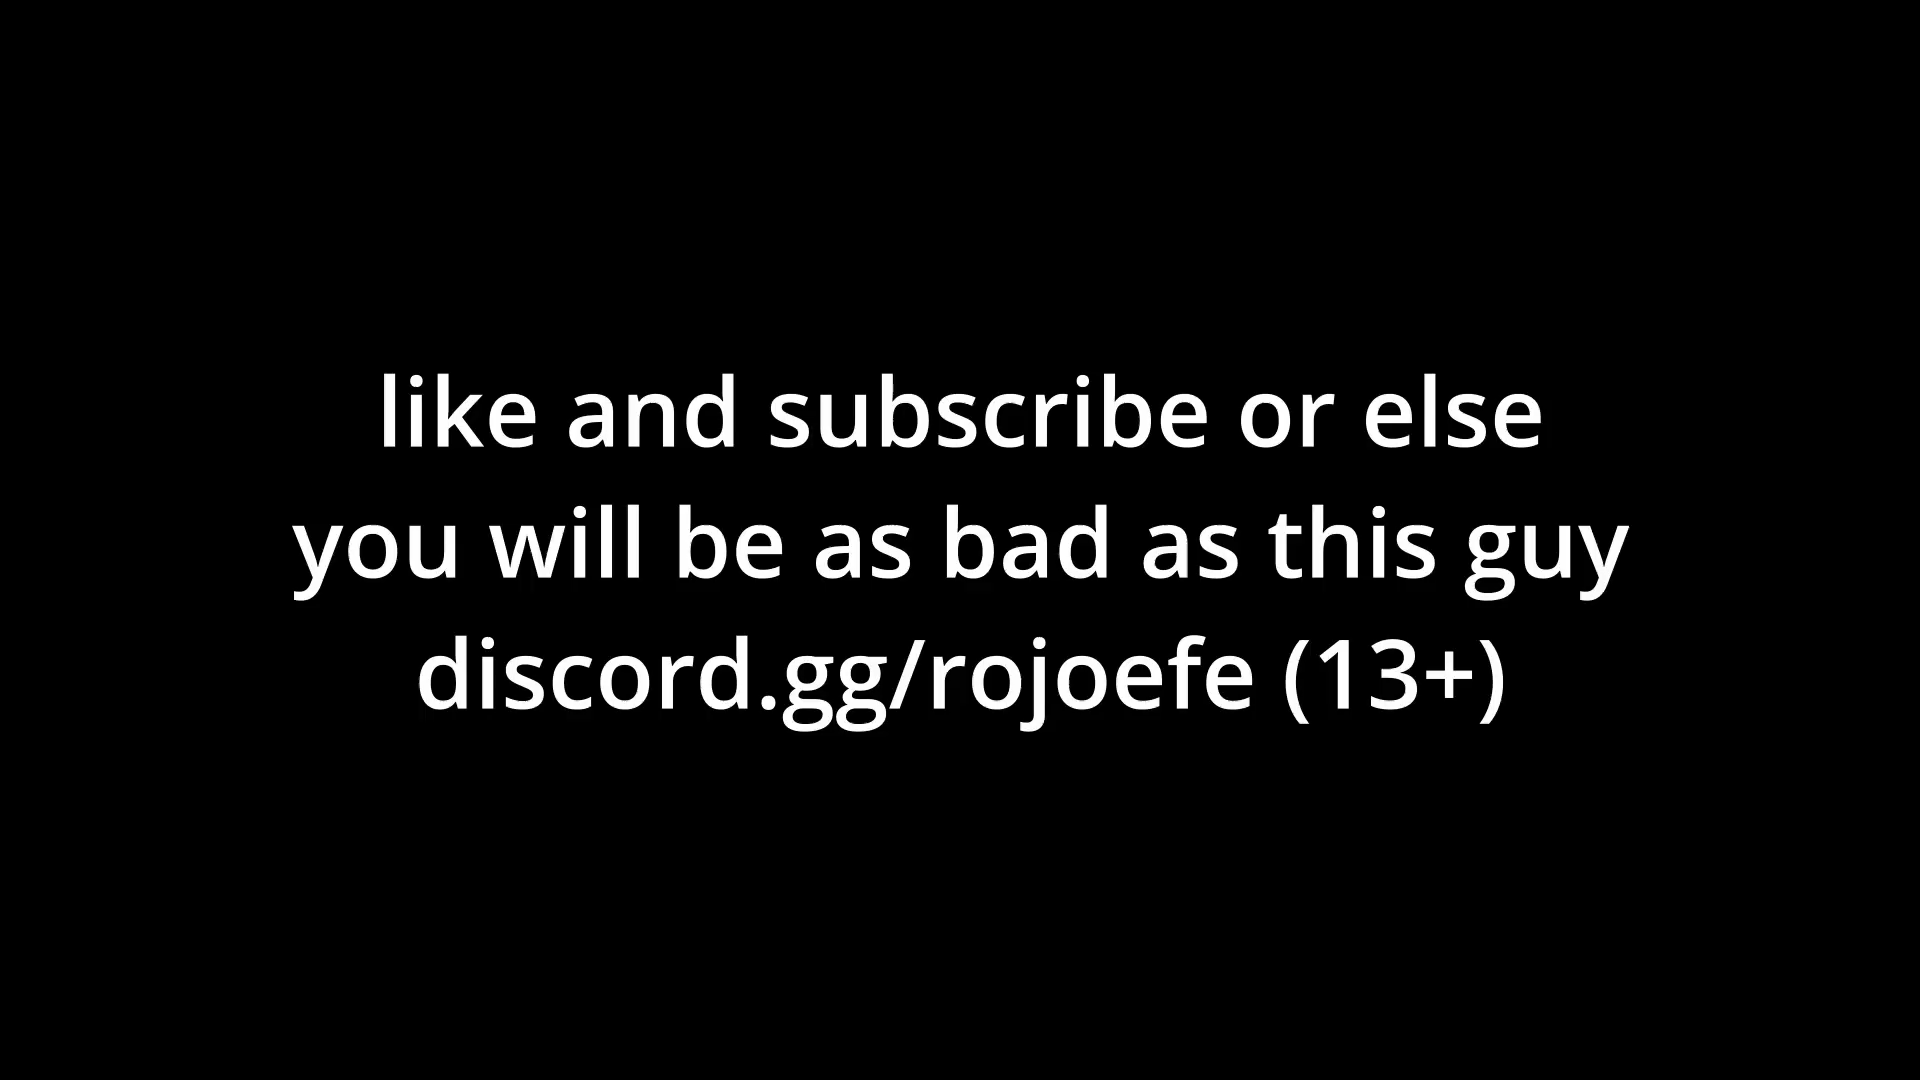 like and subscribe or else
you will be as bad as this guy
discord.gg/rojoefe (13+)